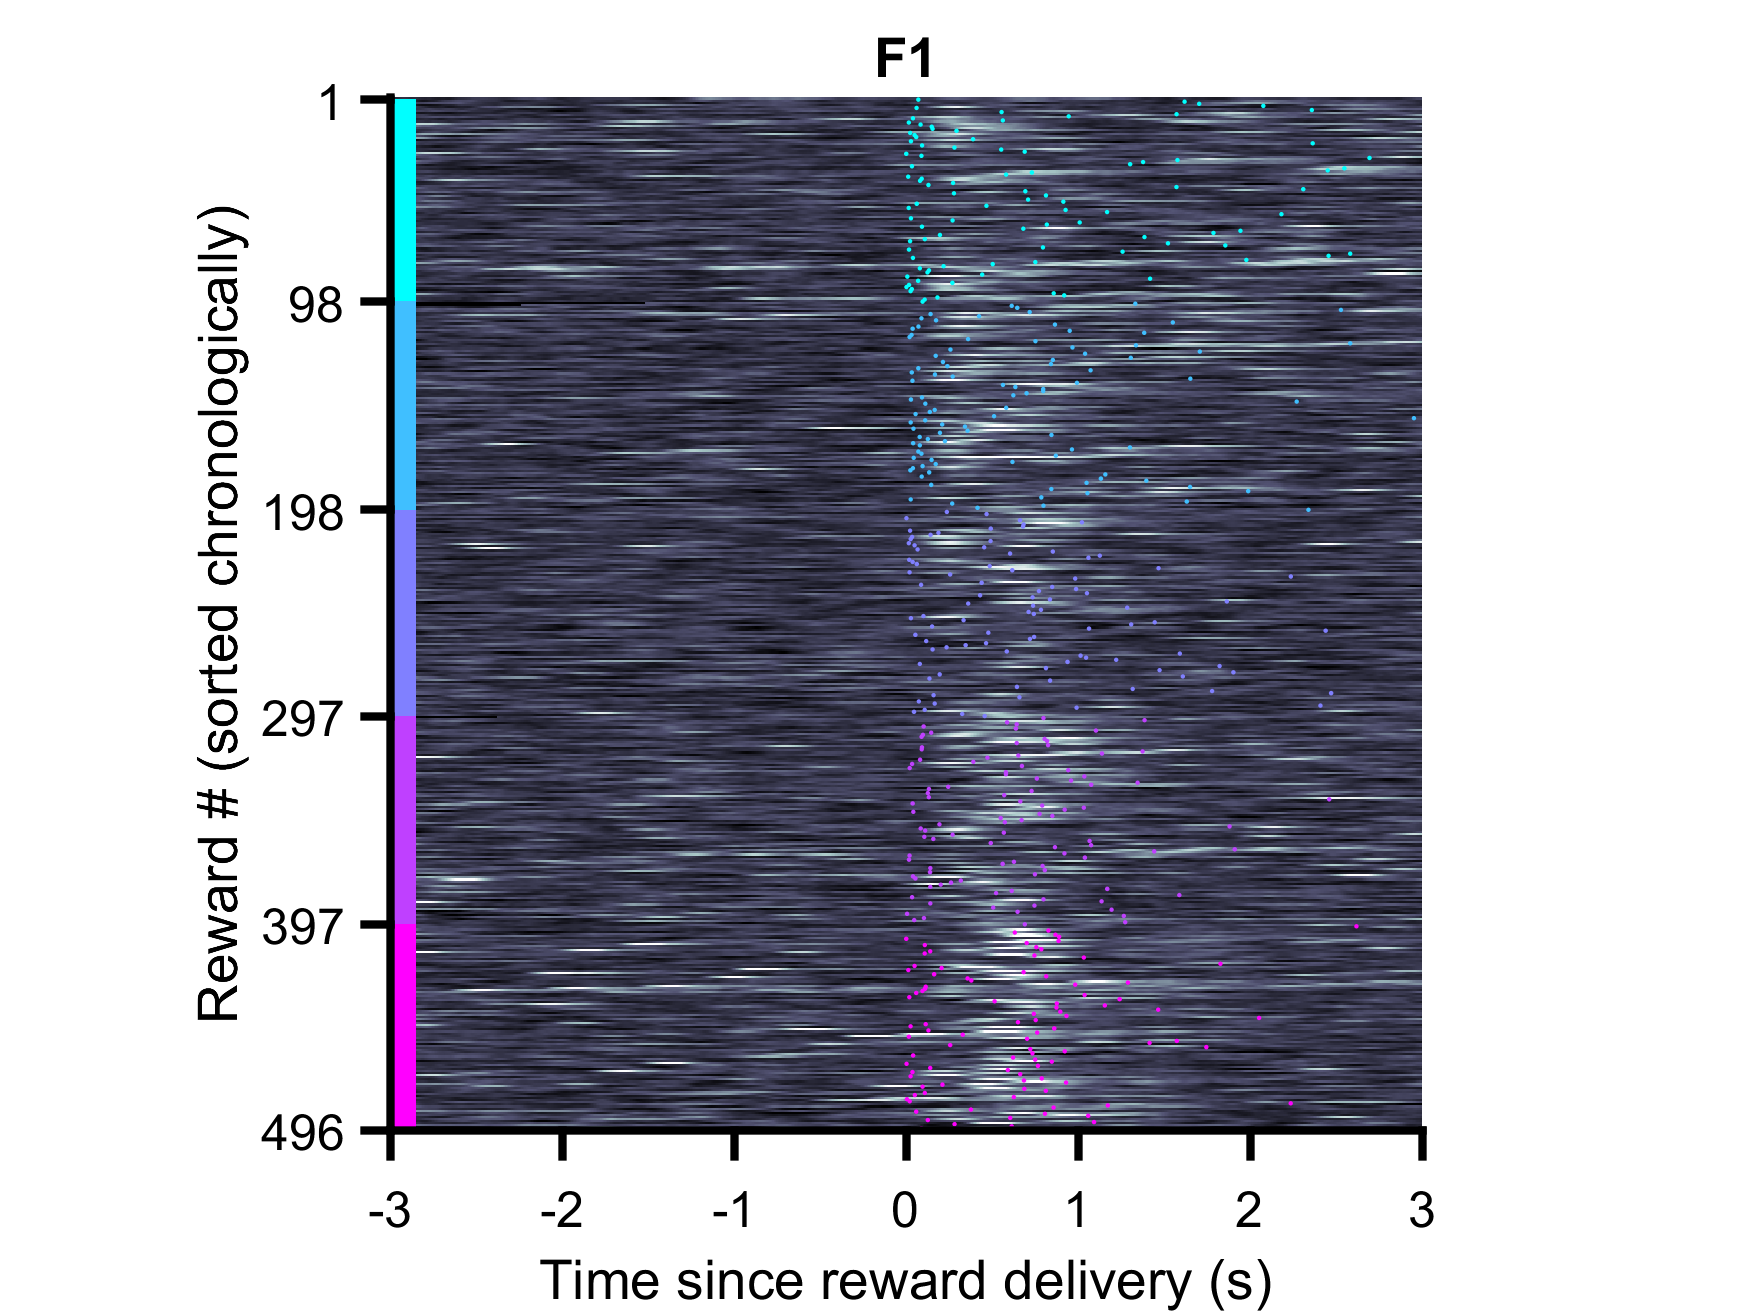 F1
Reward # (sorted chronologically)
1
98
198
297
397
496
-3 -2 -1 0 1 2 3
Time since reward delivery (s)